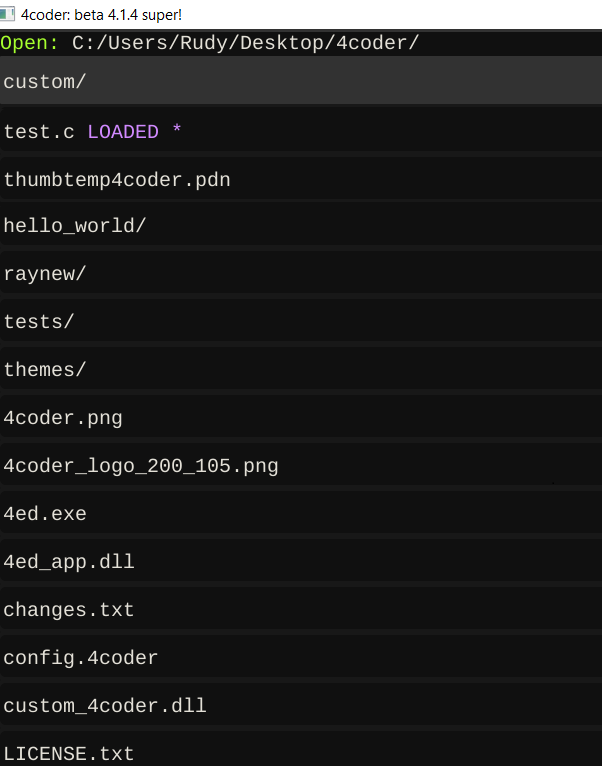 4coder: beta 4.1.4 super!
Open: C:/Users/Rudy/Desktop/4coder/
custom/
test.c LOADED *
thumbtemp4coder.pdn
hello_world/
raynew/
tests/
themes/
4coder.png
4coder_logo_200_105.png
4ed.exe
4ed_app.dll
changes.txt
config.4coder
custom_4coder.dll
LICENSE.txt